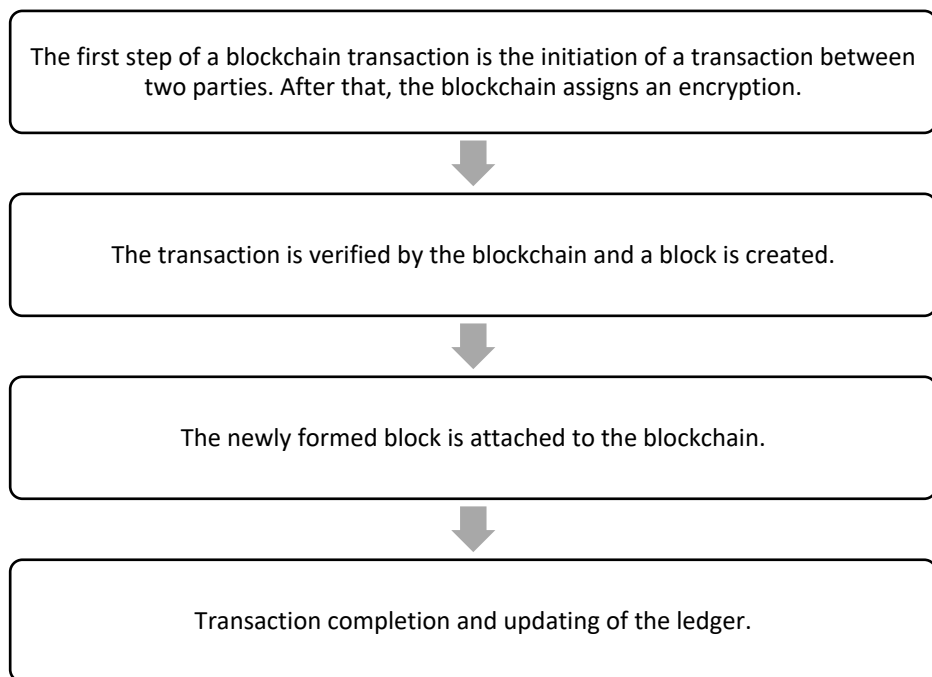 The first step of a blockchain transaction is the initiation of a transaction between
two parties. After that, the blockchain assigns an encryption.
The transaction is verified by the blockchain and a block is created.
The newly formed block is attached to the blockchain.
Transaction completion and updating of the ledger.